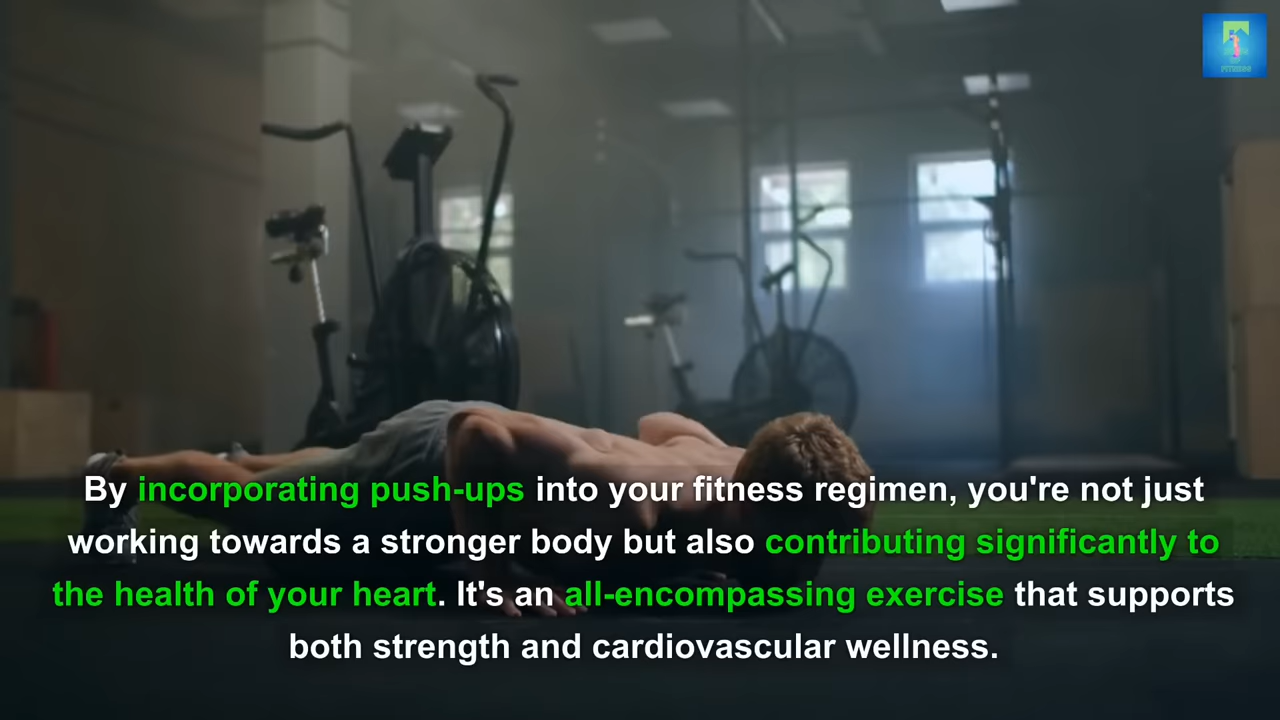 By incorporating push-ups into your fitness regimen, you're not just
working towards a stronger body but also contributing significantly to
the health of your heart. It's an all-encompassing exercise that supports
both strength and cardiovascular wellness.